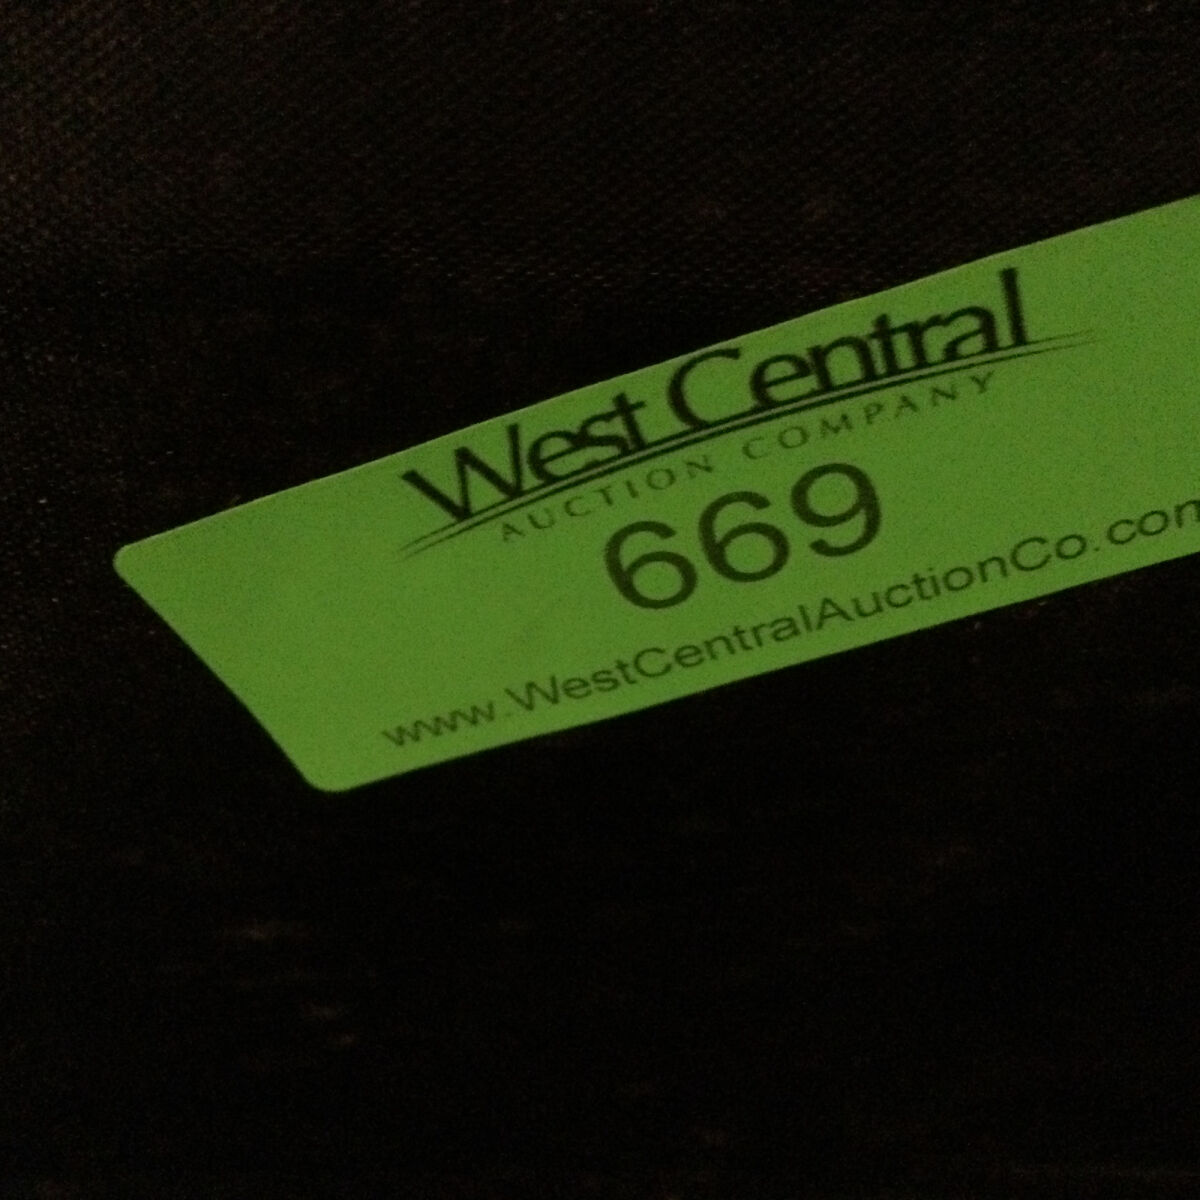 West Central
AUCTION COMPANY
669
www.WestCentralAuctionCo.com